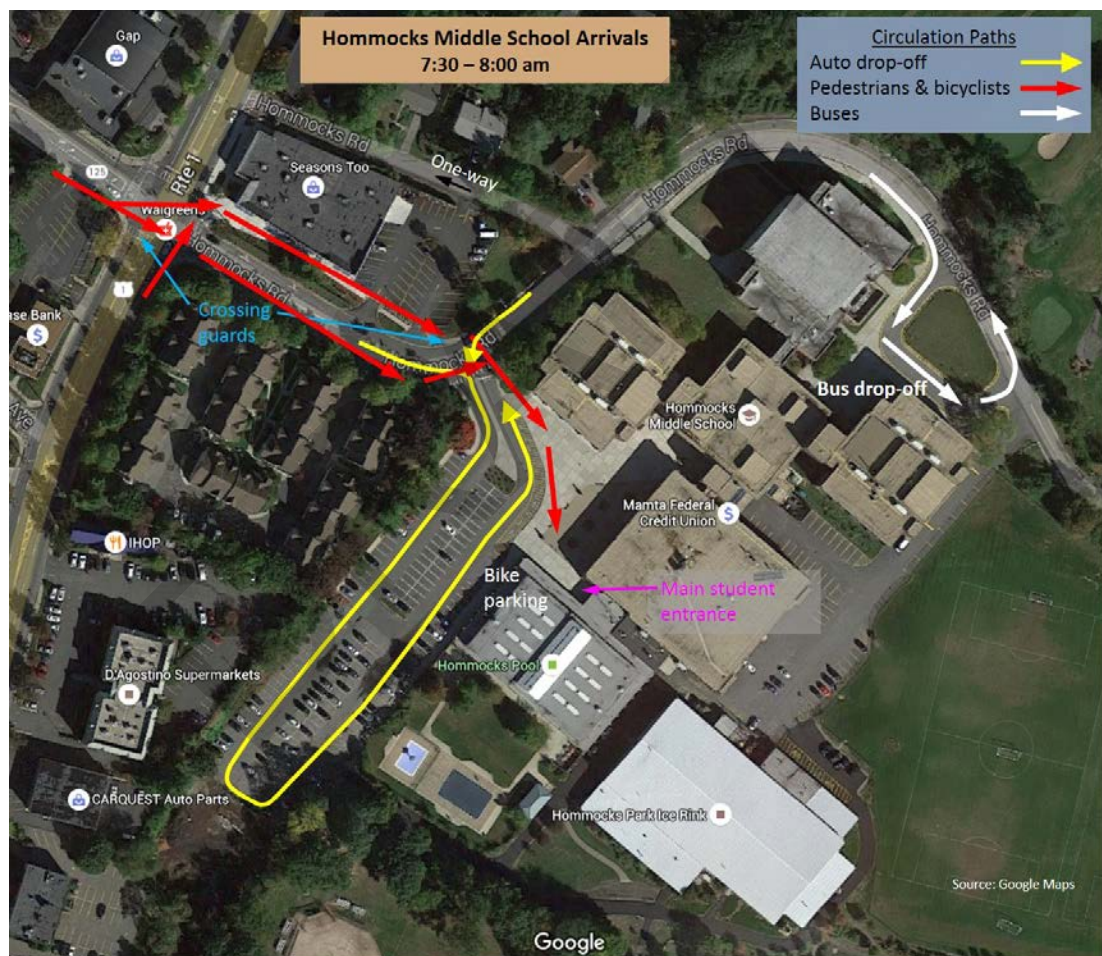 Hommocks Middle School Arrivals
7:30 – 8:00 am
Circulation Paths
Auto drop-off
Pedestrians & bicyclists
Buses
Gap
Hommocks Rd
Rte 1
125
Seasons Too
One-way
Hommocks Rd
Walgreens
Hommocks Rd
Hommocks Rd
1
Crossing
guards
ase Bank
Hommocks Rd
Bus drop-off
Hommocks
Middle School
Ave
Mamta Federal
Credit Union
IHOP
Bike
parking
Main student
entrance
Hommocks Pool
D'Agostino Supermarkets
CARQUEST Auto Parts
Hommocks Park Ice Rink
Source: Google Maps
Google